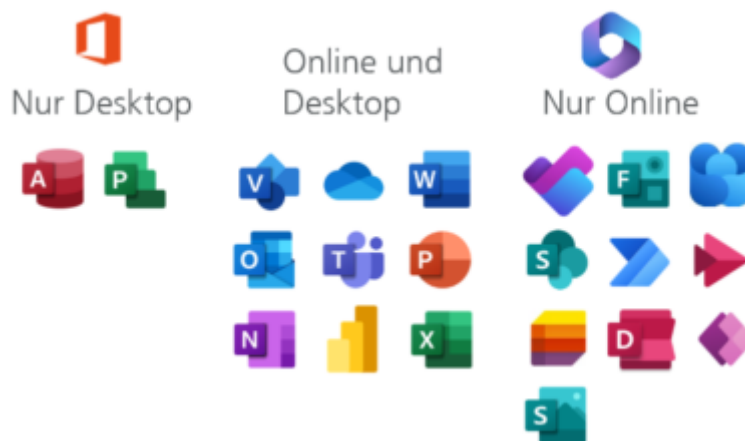 Nur Desktop
Online und
Desktop
Nur Online
A
P
V
W
F
O
T
P
S
N
X
D
S